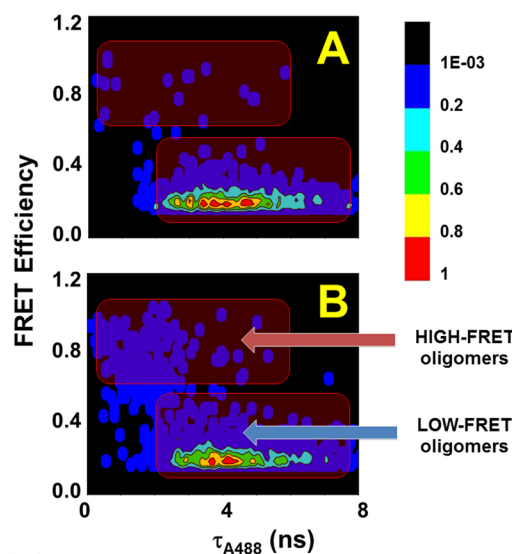 1.2
0.8
0.4
0.0
A
1E-03
0.2
0.4
0.6
0.8
1
FRET Efficiency
1.2
0.8
0.4
0.0
B
HIGH-FRET
oligomers
LOW-FRET
oligomers
0 4 8
τA488 (ns)